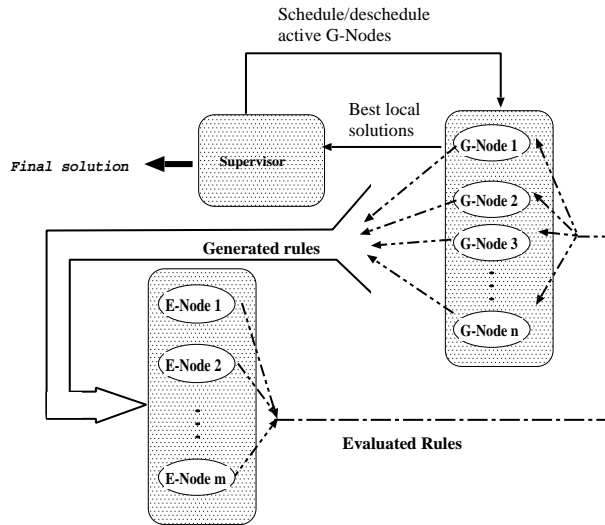 Schedule/deschedule
active G-Nodes
Best local
solutions
Final solution
Supervisor
G-Node 1
G-Node 2
G-Node 3
G-Node n
Generated rules
E-Node 1
E-Node 2
E-Node m
Evaluated Rules